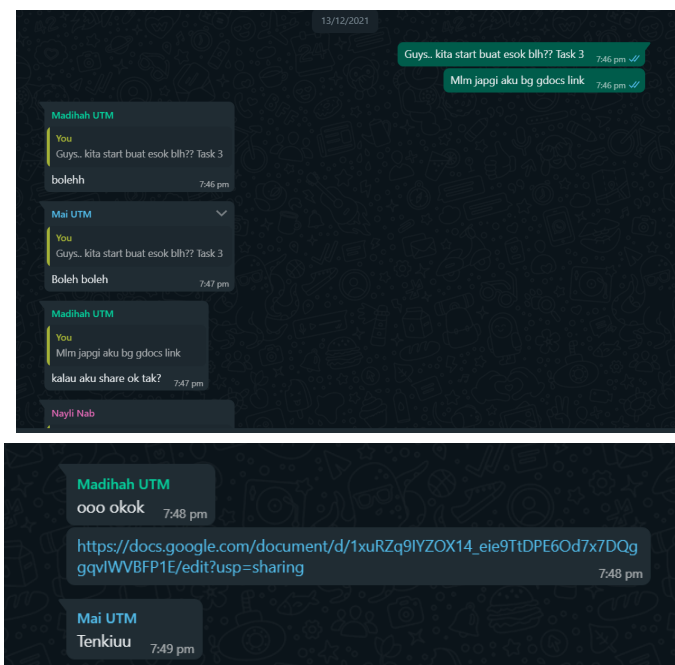 13/12/2021
Guys.. kita start buat esok blh?? Task 3 7:46 pm
Mlm japgi aku bg gdocs link 7:46 pm
Madihah UTM
You
Guys.. kita start buat esok blh?? Task 3
bolehh 7:46 pm
Mai UTM
You
Guys.. kita start buat esok blh?? Task 3
Boleh boleh 7:47 pm
Madihah UTM
You
Mlm japgi aku bg gdocs link
kalau aku share ok tak? 7:47 pm
Nayli Nab
Madihah UTM
ooo okok 7:48 pm
https://docs.google.com/document/d/1xuRZq9IYZOX14_eie9TtDPE6Od7x7DQg
gqvIWVBFP1E/edit?usp=sharing
7:48 pm
Mai UTM
Tenkiuu 7:49 pm